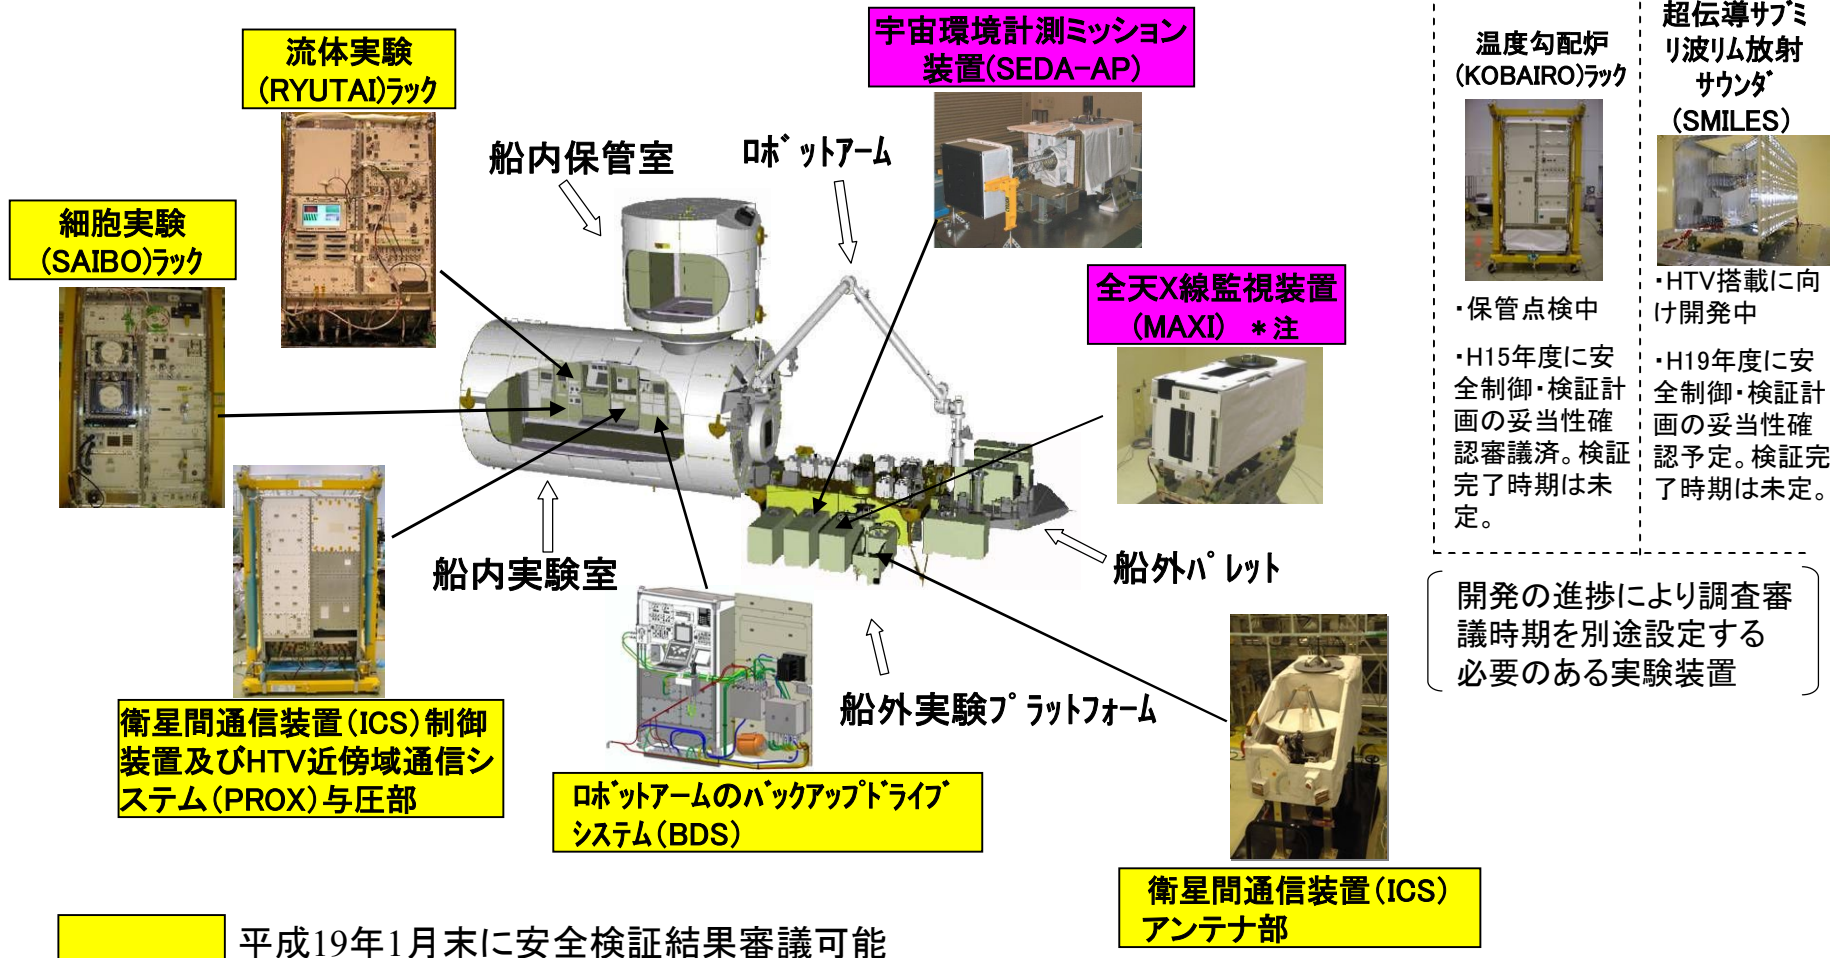 流体実験
(RYUTAI)ﾗｯｸ
宇宙環境計測ミッション
装置(SEDA-AP)
船内保管室
ﾛﾎﾞｯﾄｱｰﾑ
細胞実験
(SAIBO)ﾗｯｸ
全天X線監視装置
(MAXI) *注
衛星間通信装置(ICS)制御
装置及びHTV近傍域通信シ
ステム(PROX)与圧部
船内実験室
ﾛﾎﾞｯﾄｱｰﾑのﾊﾞｯｸｱｯﾌﾟﾄﾞﾗｲﾌﾞ
ｼｽﾃﾑ(BDS)
船外ﾊﾟﾚｯﾄ
船外実験ﾌﾟﾗｯﾄﾌｫｰﾑ
衛星間通信装置(ICS)
アンテナ部
温度勾配炉
(KOBAIRO)ﾗｯｸ
・保管点検中
・H15年度に安
全制御・検証計
画の妥当性確
認審議済。検証
完了時期は未
定。
超伝導ｻﾌﾞﾐ
ﾘ波ﾘﾑ放射
ｻｳﾝﾀﾞ
(SMILES)
・HTV搭載に向
け開発中
・H19年度に安
全制御・検証計
画の妥当性確
認予定。検証完
了時期は未定。
開発の進捗により調査審
議時期を別途設定する
必要のある実験装置
平成19年1月末に安全検証結果審議可能